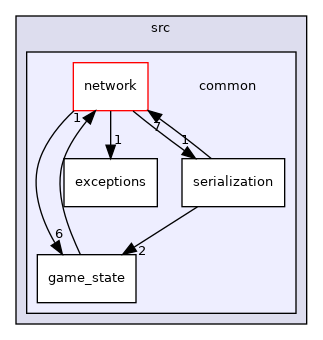 src
network
common
1
1
7
1
exceptions
serialization
6
2
game_state